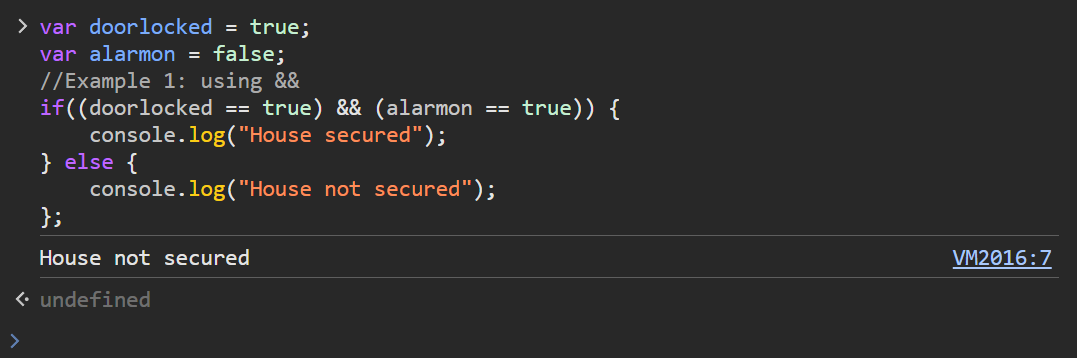 > var doorlocked = true;
var alarmon = false;
//Example 1: using &&
if((doorlocked == true) && (alarmon == true)) {
    console.log("House secured");
} else {
    console.log("House not secured");
};
House not secured VM2016:7
undefined
>